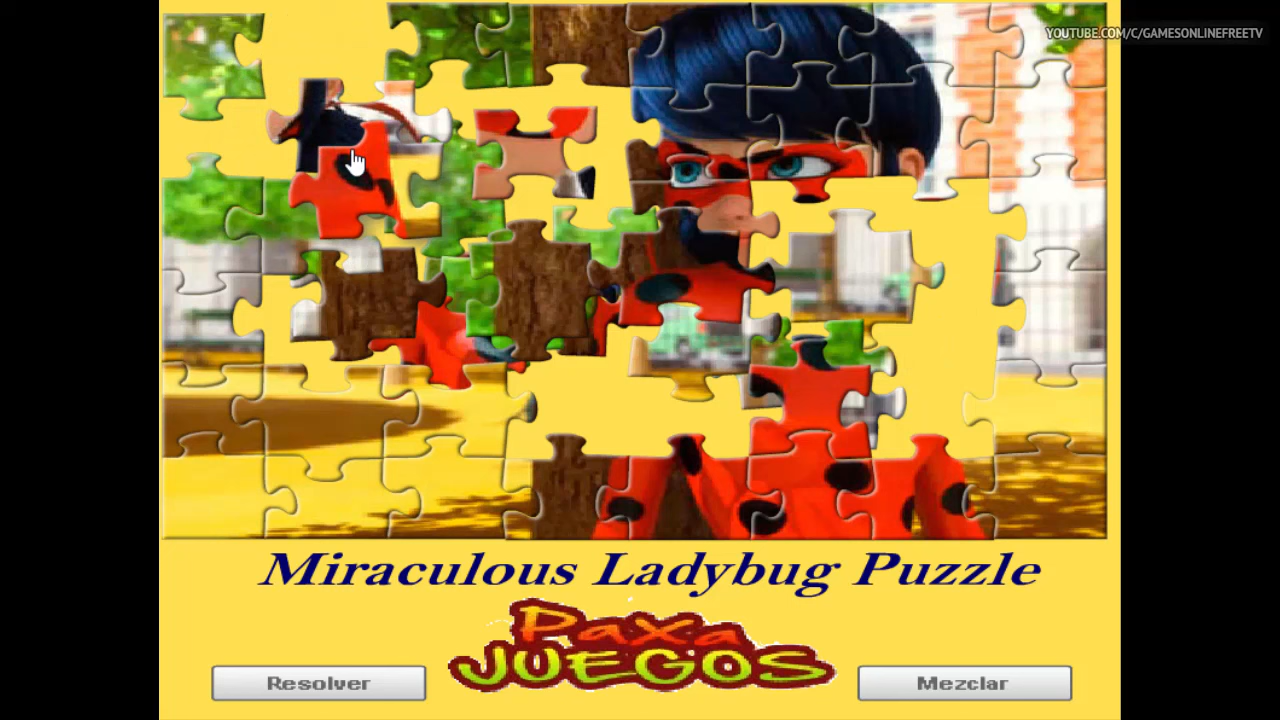 YOUTUBE.COM/C/GAMESONLINEFREETV
Miraculous Ladybug Puzzle
Paxa
JUEGOS
Resolver
Mezclar